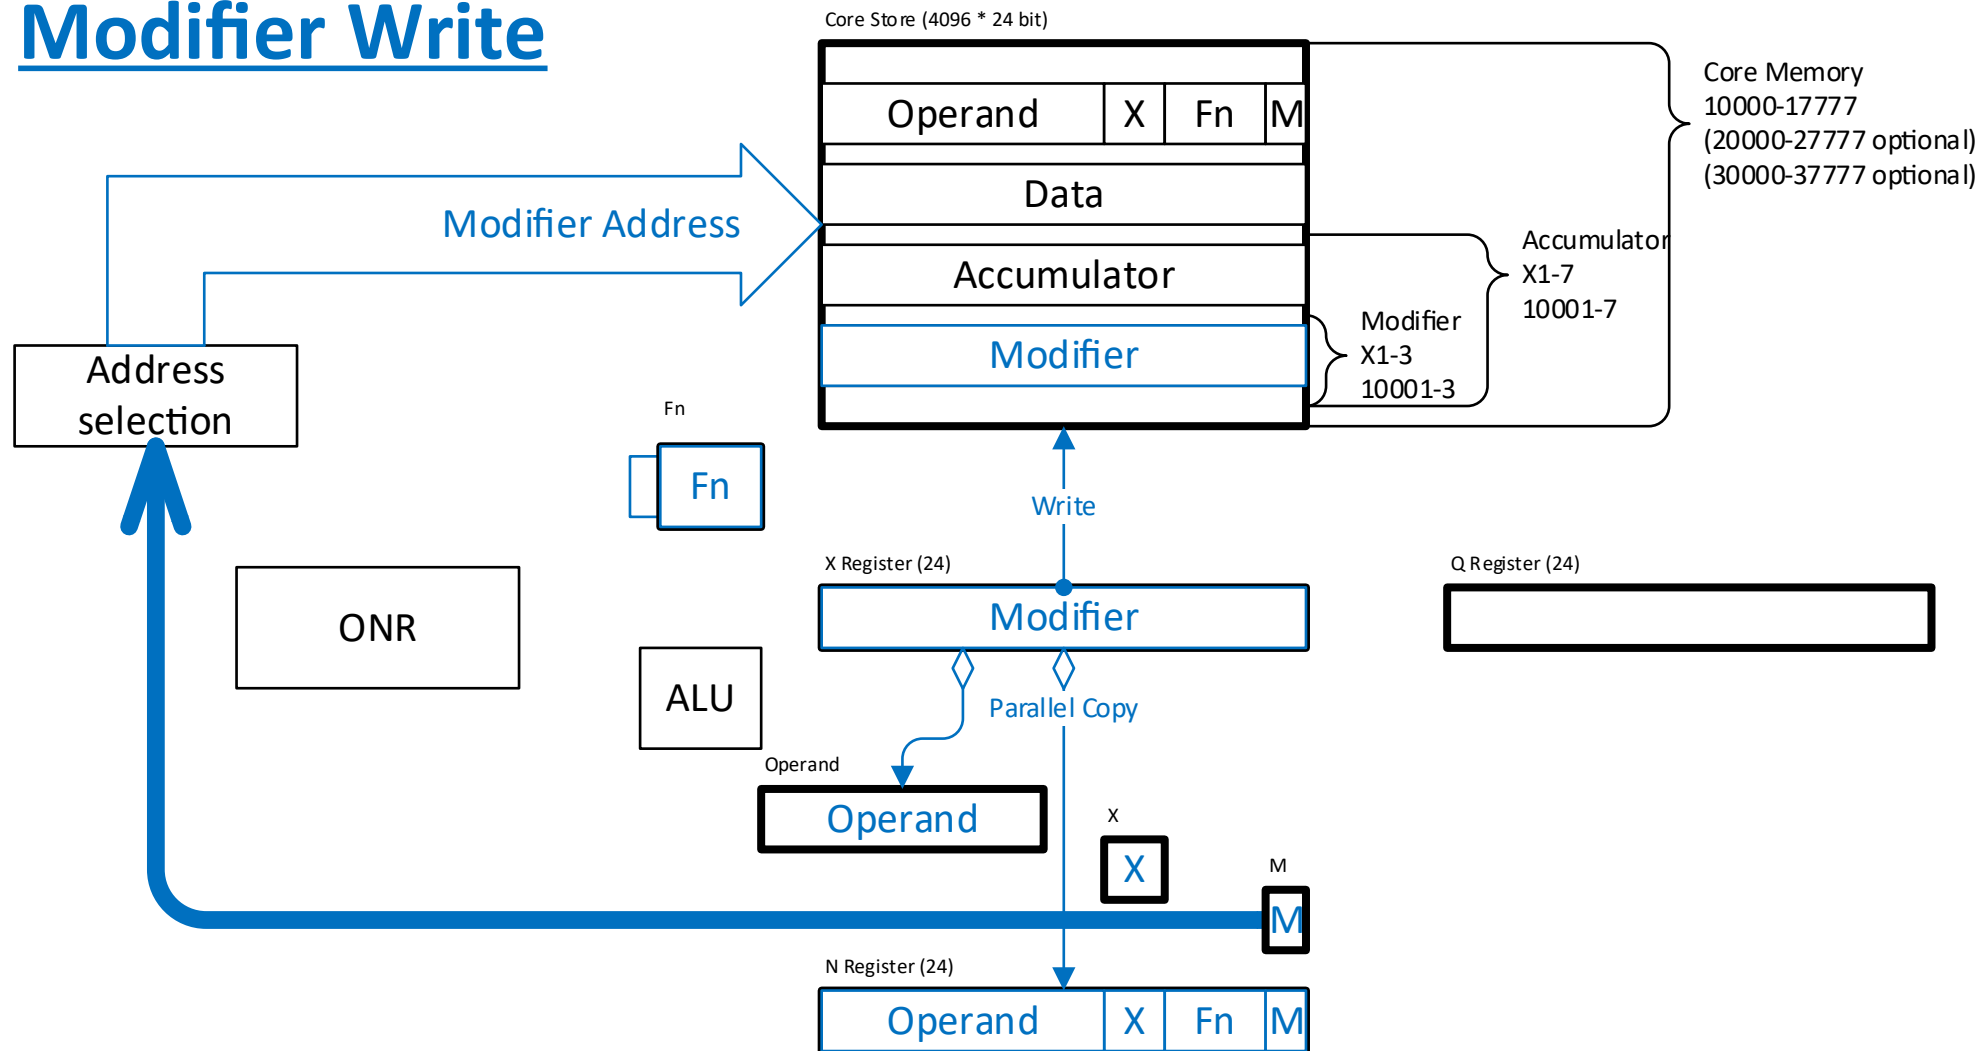 Modifier Write
Core Store (4096 * 24 bit)
Operand X Fn M
Data
Accumulator
Modifier
Core Memory
10000-17777
(20000-27777 optional)
(30000-37777 optional)
Accumulator
X1-7
10001-7
Modifier
X1-3
10001-3
Modifier Address
Address
selection
Fn
Fn
Write
ONR
X Register (24)
Modifier
Q Register (24)
ALU
Parallel Copy
Operand
Operand
X
X
M
M
N Register (24)
Operand X Fn M